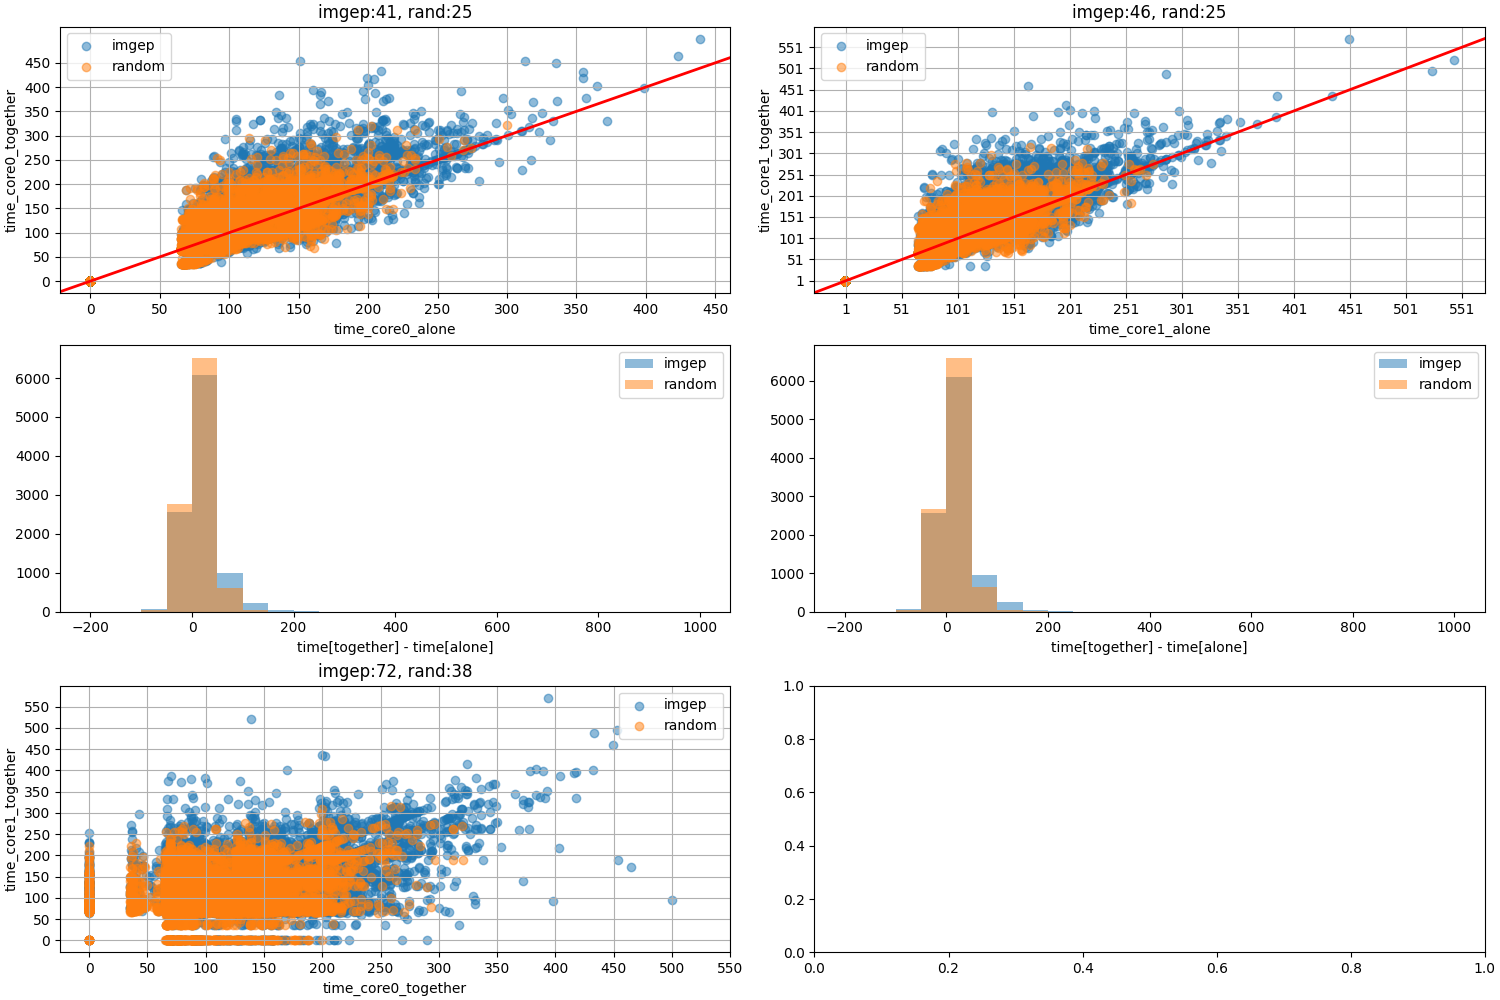 imgep:41, rand:25
imgep
random
time_core0_together
450
400
350
300
250
200
150
100
50
0
0 50 100 150 200 250 300 350 400 450
time_core0_alone
imgep:46, rand:25
imgep
random
time_core1_together
551
501
451
401
351
301
251
201
151
101
51
1
1 51 101 151 201 251 301 351 401 451 501 551
time_core1_alone
imgep
random
6000
5000
4000
3000
2000
1000
0
−200 0 200 400 600 800 1000
time[together] - time[alone]
imgep
random
6000
5000
4000
3000
2000
1000
0
−200 0 200 400 600 800 1000
time[together] - time[alone]
imgep:72, rand:38
imgep
random
time_core1_together
550
500
450
400
350
300
250
200
150
100
50
0
0 50 100 150 200 250 300 350 400 450 500 550
time_core0_together
1.0
0.8
0.6
0.4
0.2
0.0
0.0 0.2 0.4 0.6 0.8 1.0